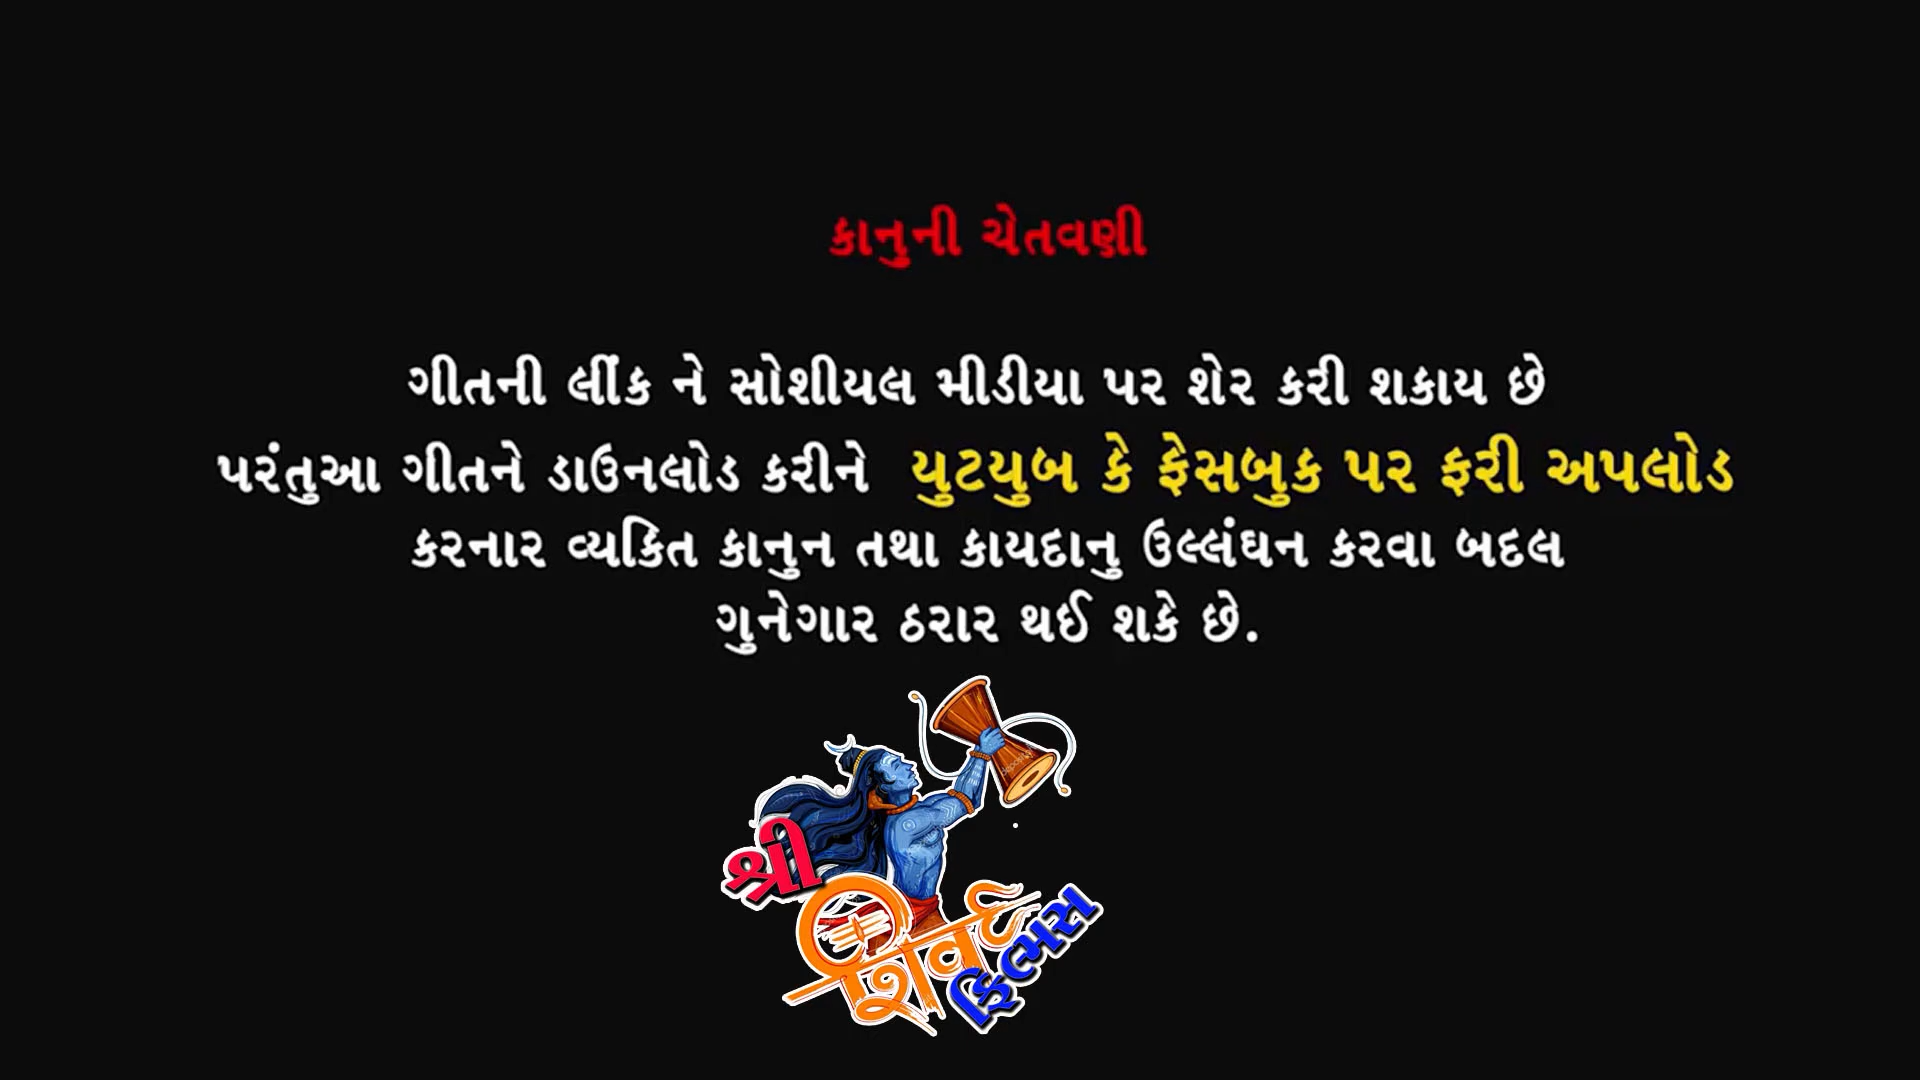 કાનુની ચેતવણી
ગીતની લીંક ને સોશીયલ મીડીયા પર શેર કરી શકાય છે
પરંતુઆ ગીતને ડાઉનલોડ કરીને યુટયુબ કે ફેસબુક પર ફરી અપલોડ
કરનાર વ્યકિત કાનુન તથા કાયદાનુ ઉલ્લંઘન કરવા બદલ
ગુનેગાર ઠરાર થઈ શકે છે.
શ્રી
ફિલ્મસ